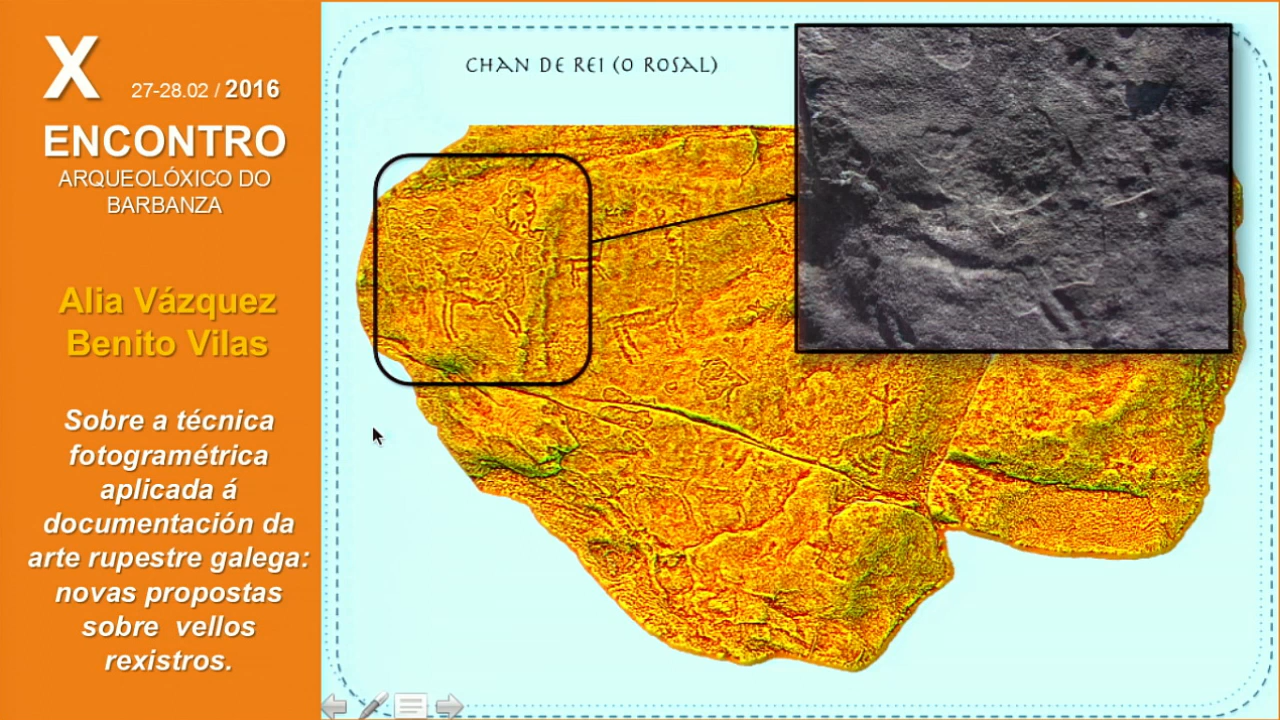 X
27-28.02 / 2016
ENCONTRO
ARQUEOLÓXICO DO
BARBANZA
Alia Vázquez
Benito Vilas
Sobre a técnica
fotogramétrica
aplicada á
documentación da
arte rupestre galega:
novas propostas
sobre vellos
rexistros.
CHAN DE REI (O ROSAL)